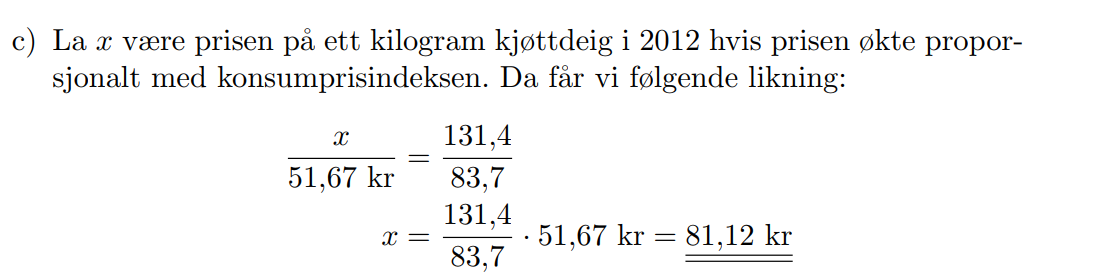 c) La x være prisen på ett kilogram kjøttdeig i 2012 hvis prisen økte propor-
sjonalt med konsumprisindeksen. Da får vi følgende likning:
x / 51,67 kr = 131,4 / 83,7
x = 131,4 / 83,7 · 51,67 kr = 81,12 kr